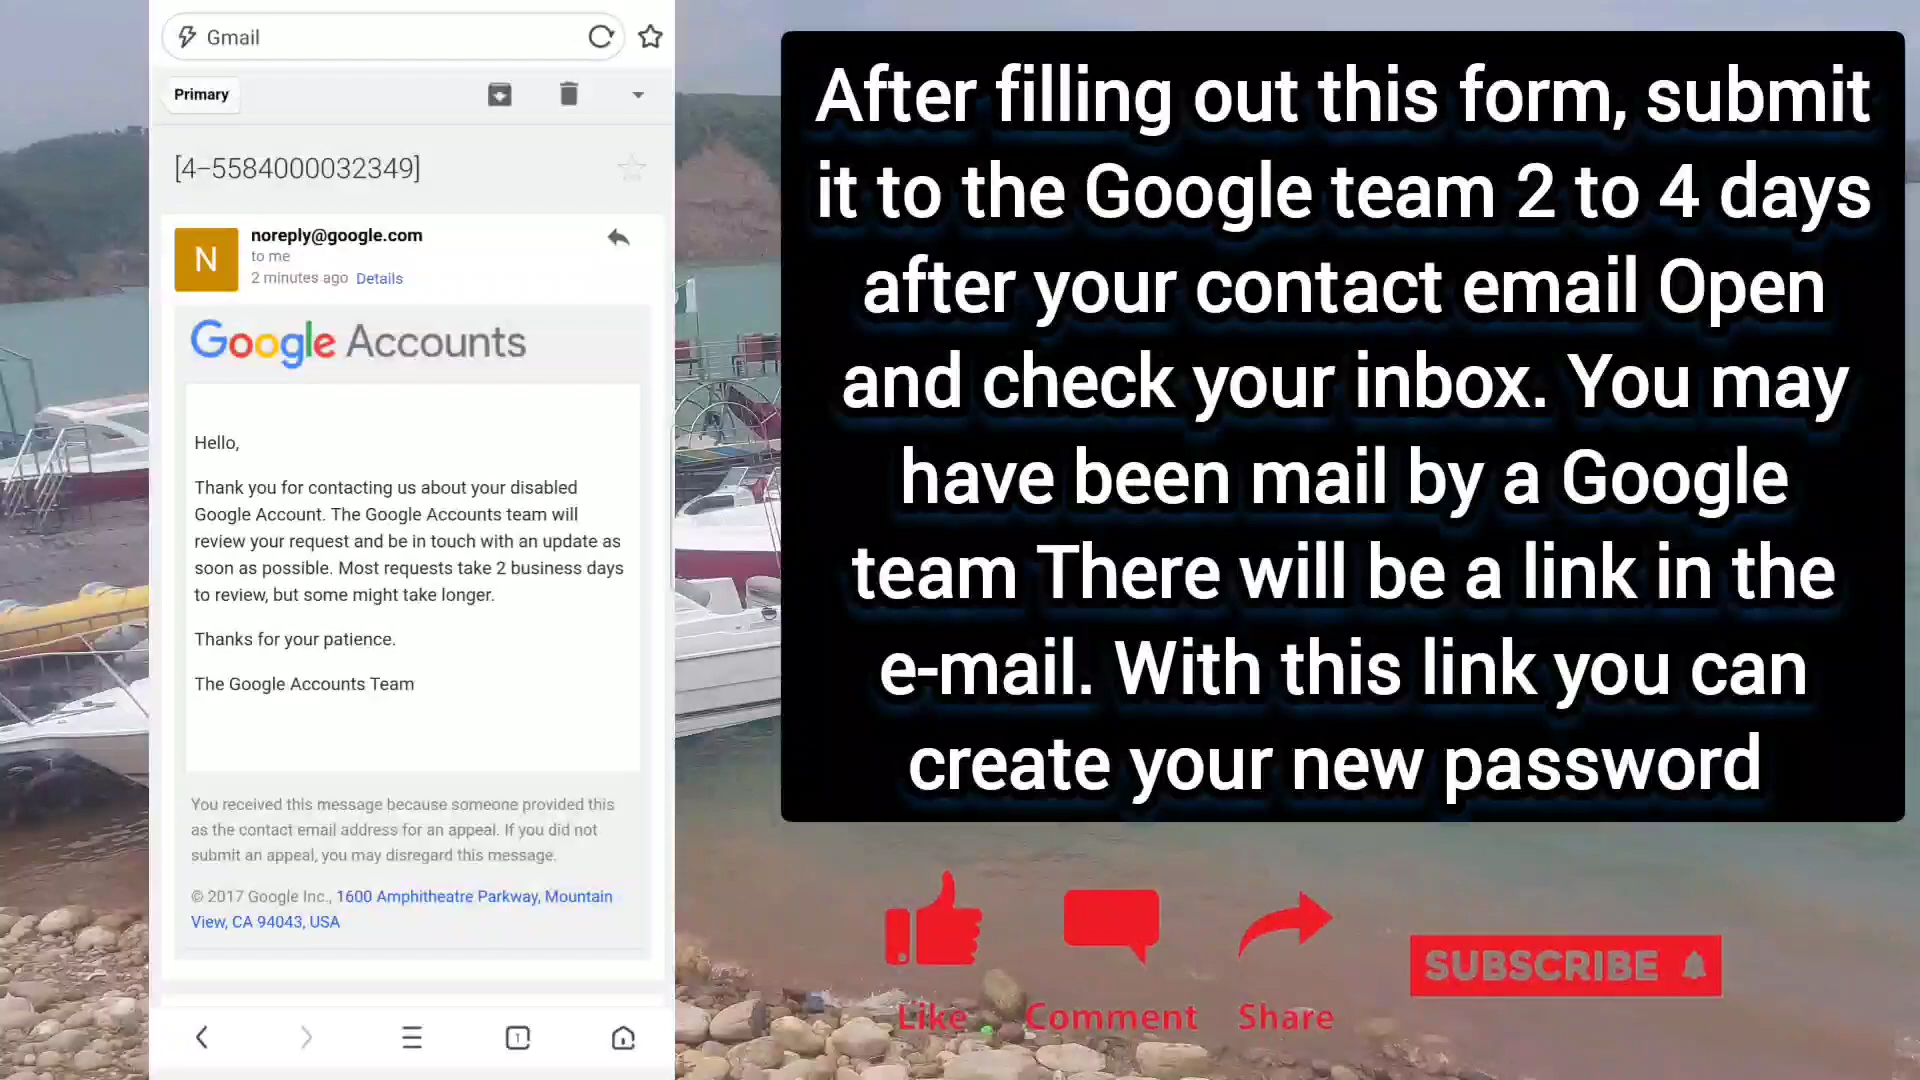 Gmail
Primary
[4-5584000032349]
N
noreply@google.com
to me
2 minutes ago Details
Google Accounts
Hello,
Thank you for contacting us about your disabled
Google Account. The Google Accounts team will
review your request and be in touch with an update as
soon as possible. Most requests take 2 business days
to review, but some might take longer.
Thanks for your patience.
The Google Accounts Team
You received this message because someone provided this
as the contact email address for an appeal. If you did not
submit an appeal, you may disregard this message.
© 2017 Google Inc., 1600 Amphitheatre Parkway, Mountain
View, CA 94043, USA
1
After filling out this form, submit
it to the Google team 2 to 4 days
after your contact email Open
and check your inbox. You may
have been mail by a Google
team There will be a link in the
e-mail. With this link you can
create your new password
Like
Comment
Share
SUBSCRIBE